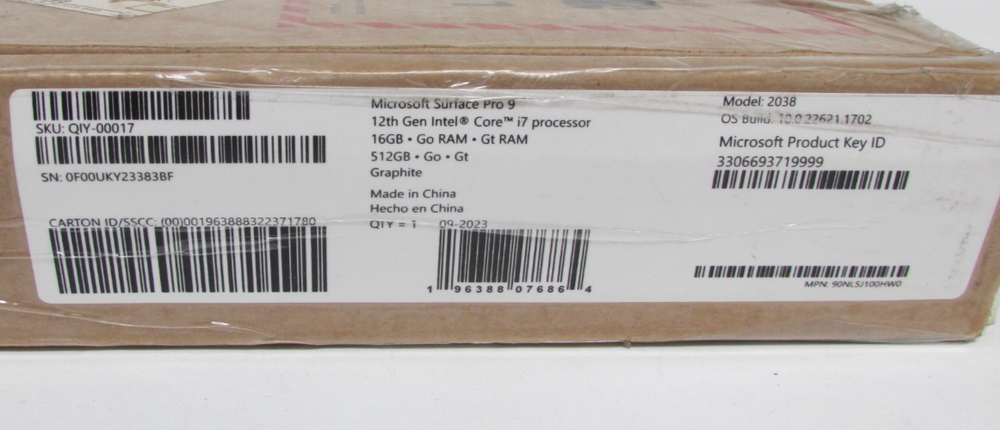 SKU: QIY-00017
SN: 0F00UKY23383BF
CARTON ID/SSCC: (00)001963888322371780
Microsoft Surface Pro 9
12th Gen Intel® Core™ i7 processor
16GB • Go RAM • Gt RAM
512GB • Go • Gt
Graphite
Made in China
Hecho en China
QTY = 1 09-2023
1 96388 07686 4
Model: 2038
OS Build: 10.0.22621.1702
Microsoft Product Key ID
3306693719999
MPN: 90NL5J100HW0